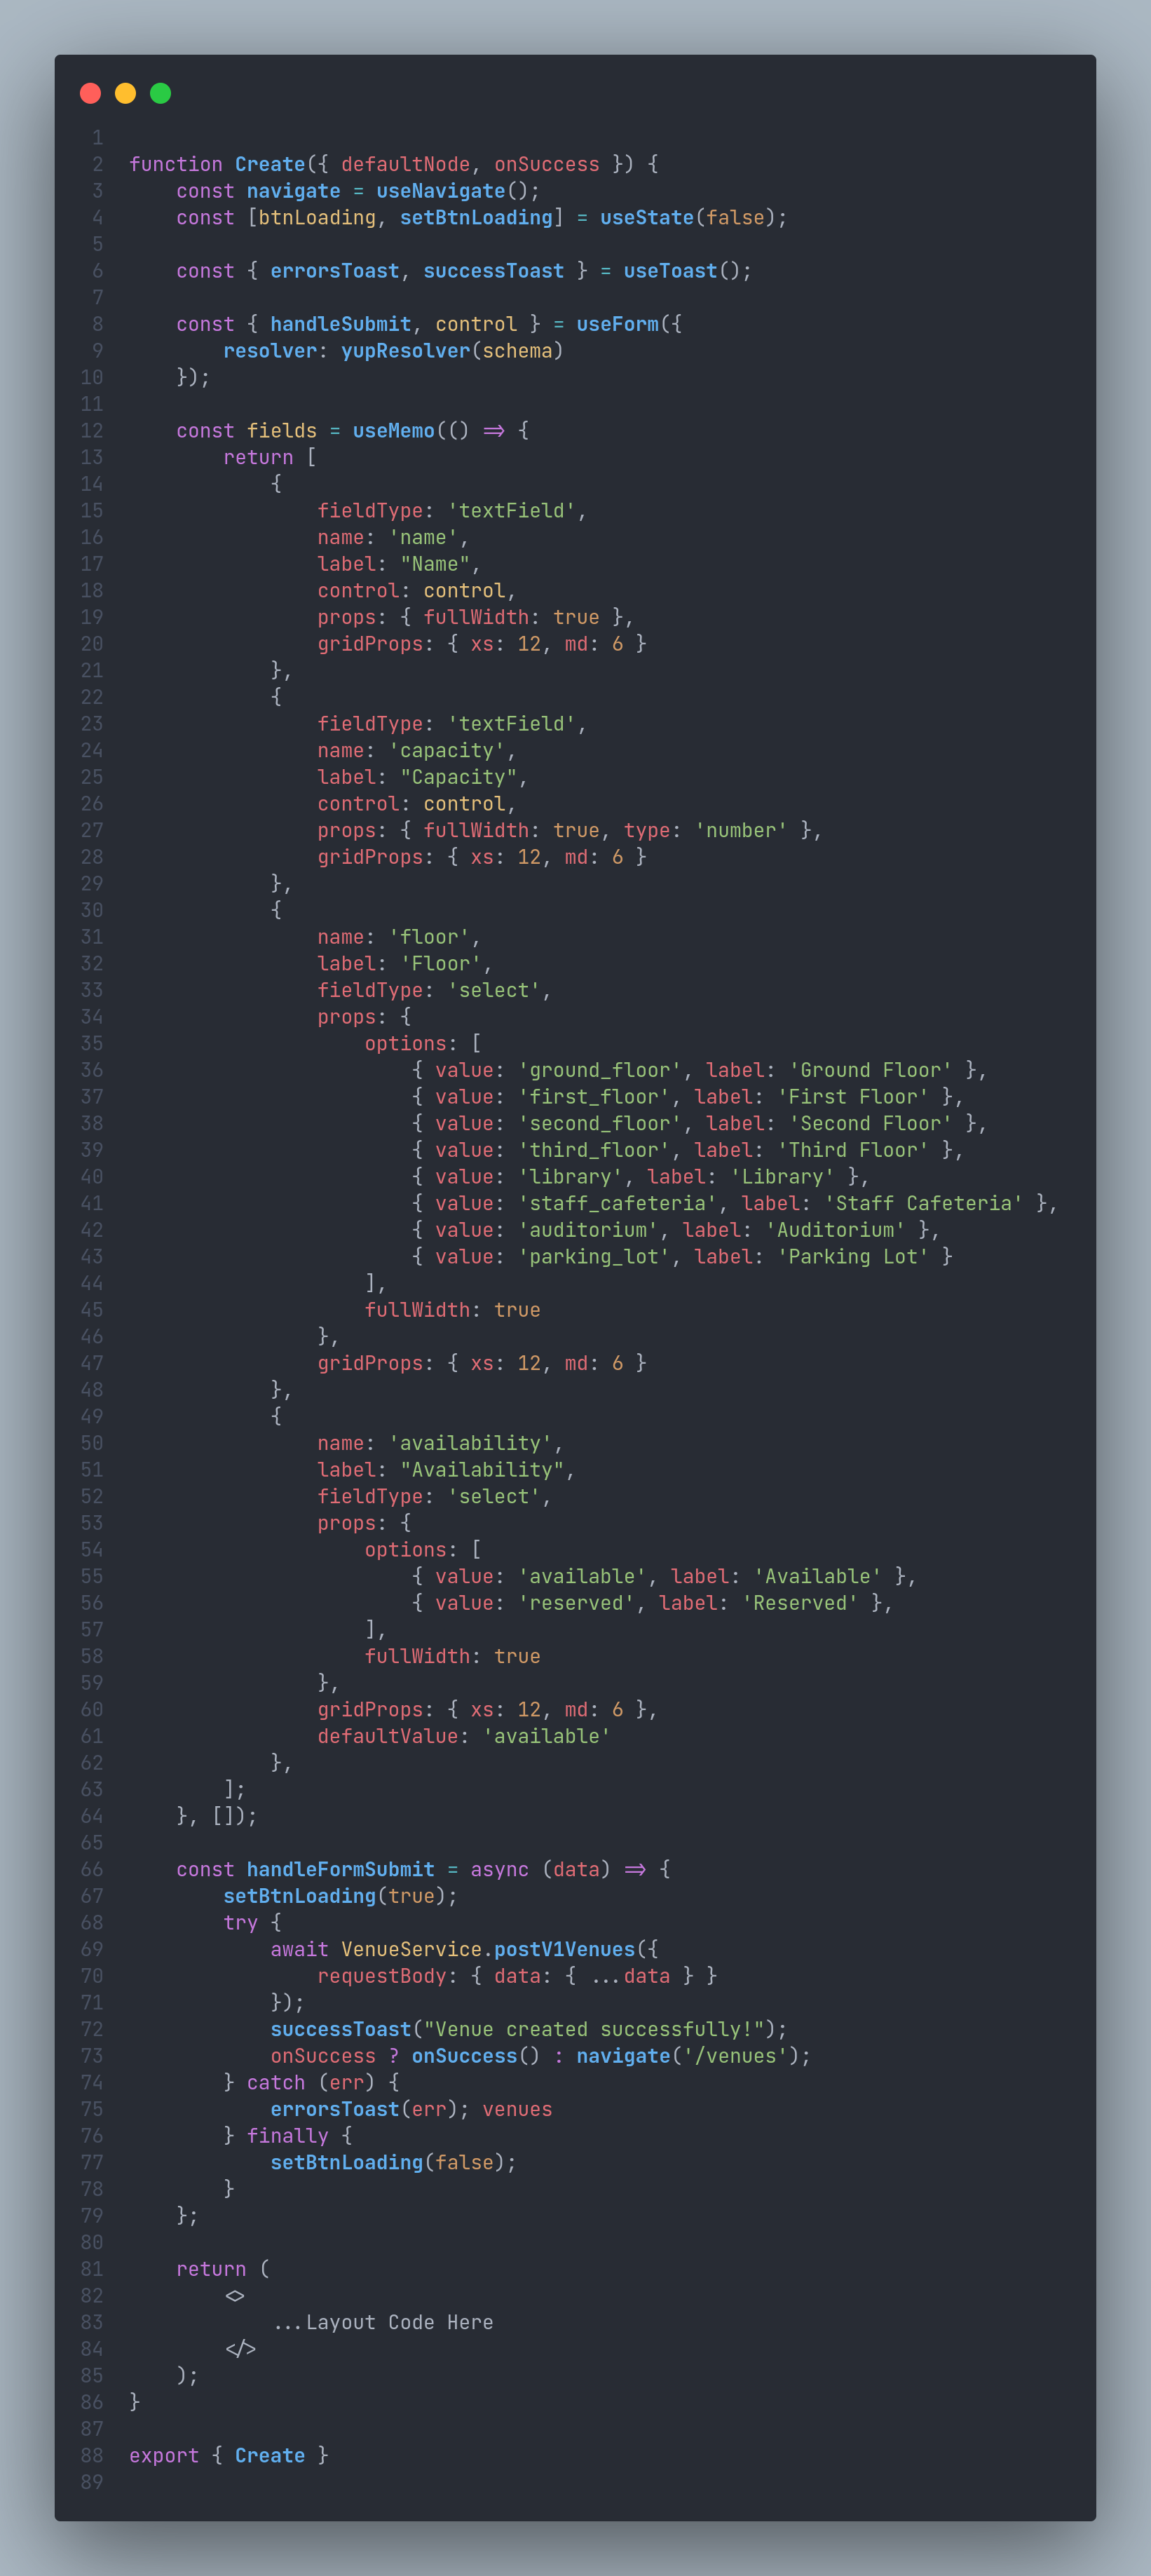 1
2 function Create({ defaultNode, onSuccess }) {
3     const navigate = useNavigate();
4     const [btnLoading, setBtnLoading] = useState(false);
5
6     const { errorsToast, successToast } = useToast();
7
8     const { handleSubmit, control } = useForm({
9         resolver: yupResolver(schema)
10     });
11
12     const fields = useMemo(() => {
13         return [
14             {
15                 fieldType: 'textField',
16                 name: 'name',
17                 label: "Name",
18                 control: control,
19                 props: { fullWidth: true },
20                 gridProps: { xs: 12, md: 6 }
21             },
22             {
23                 fieldType: 'textField',
24                 name: 'capacity',
25                 label: "Capacity",
26                 control: control,
27                 props: { fullWidth: true, type: 'number' },
28                 gridProps: { xs: 12, md: 6 }
29             },
30             {
31                 name: 'floor',
32                 label: 'Floor',
33                 fieldType: 'select',
34                 props: {
35                     options: [
36                         { value: 'ground_floor', label: 'Ground Floor' },
37                         { value: 'first_floor', label: 'First Floor' },
38                         { value: 'second_floor', label: 'Second Floor' },
39                         { value: 'third_floor', label: 'Third Floor' },
40                         { value: 'library', label: 'Library' },
41                         { value: 'staff_cafeteria', label: 'Staff Cafeteria' },
42                         { value: 'auditorium', label: 'Auditorium' },
43                         { value: 'parking_lot', label: 'Parking Lot' }
44                     ],
45                     fullWidth: true
46                 },
47                 gridProps: { xs: 12, md: 6 }
48             },
49             {
50                 name: 'availability',
51                 label: "Availability",
52                 fieldType: 'select',
53                 props: {
54                     options: [
55                         { value: 'available', label: 'Available' },
56                         { value: 'reserved', label: 'Reserved' },
57                     ],
58                     fullWidth: true
59                 },
60                 gridProps: { xs: 12, md: 6 },
61                 defaultValue: 'available'
62             },
63         ];
64     }, []);
65
66     const handleFormSubmit = async (data) => {
67         setBtnLoading(true);
68         try {
69             await VenueService.postV1Venues({
70                 requestBody: { data: { ...data } }
71             });
72             successToast("Venue created successfully!");
73             onSuccess ? onSuccess() : navigate('/venues');
74         } catch (err) {
75             errorsToast(err); venues
76         } finally {
77             setBtnLoading(false);
78         }
79     };
80
81     return (
82         <>
83             ...Layout Code Here
84         </>
85     );
86 }
87
88 export { Create }
89